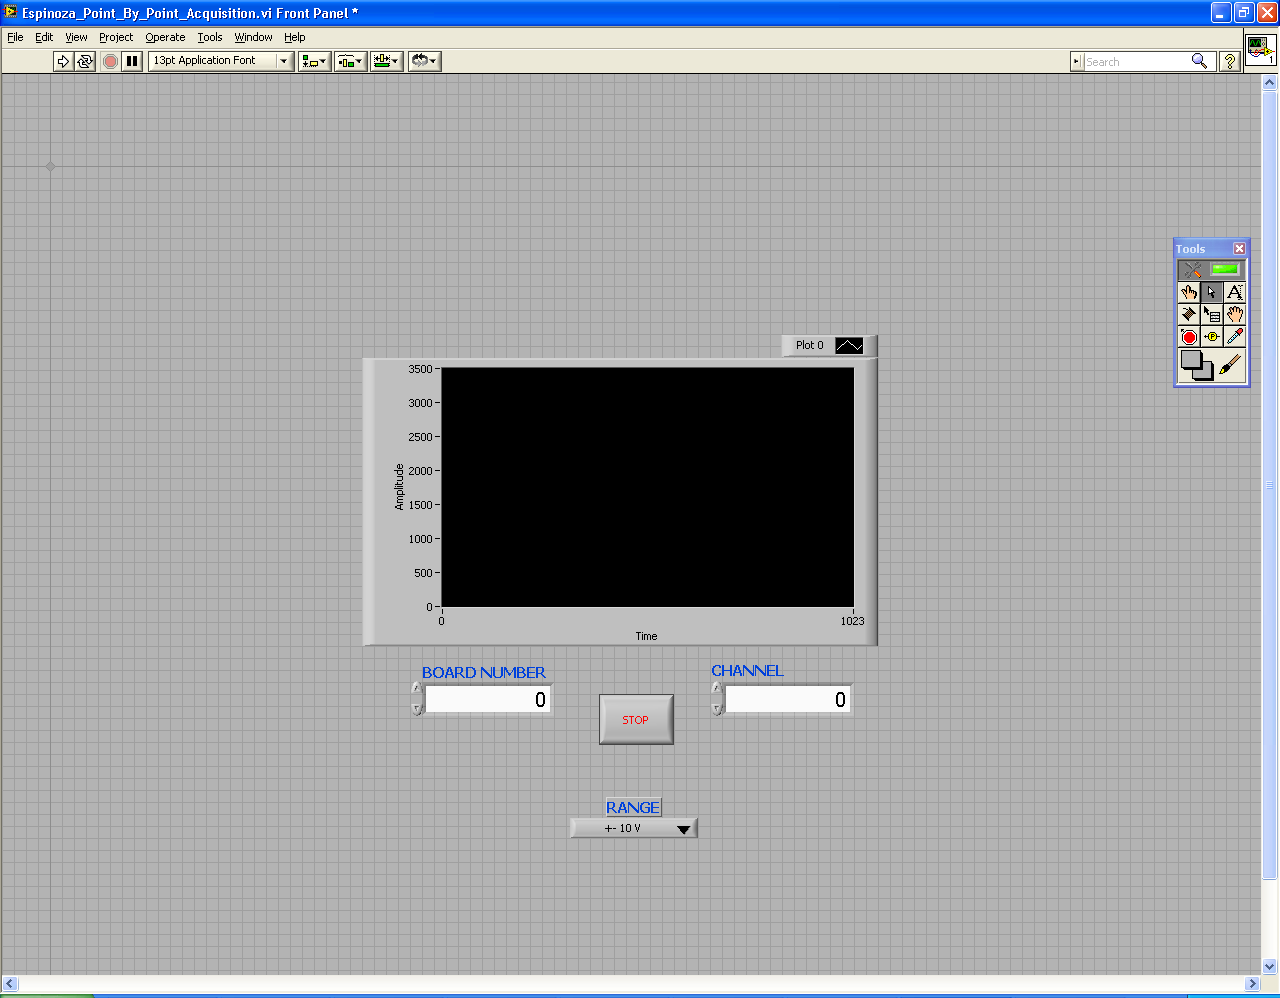 Espinoza_Point_By_Point_Acquisition.vi Front Panel *
File Edit View Project Operate Tools Window Help
13pt Application Font
Search
?
1
Tools
A
P
Plot 0
3500
3000
2500
2000
1500
1000
500
0
Amplitude
0 1023
Time
BOARD NUMBER
0
CHANNEL
0
STOP
RANGE
+- 10 V